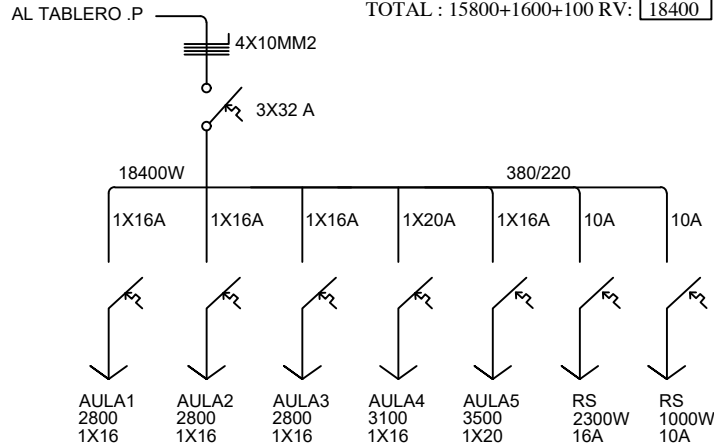 AL TABLERO .P
TOTAL : 15800+1600+100 RV: 18400
4X10MM2
3X32 A
18400W
380/220
1X16A
1X16A
1X16A
1X20A
1X16A
10A
10A
AULA1
2800
1X16
AULA2
2800
1X16
AULA3
2800
1X16
AULA4
3100
1X16
AULA5
3500
1X20
RS
2300W
16A
RS
1000W
10A